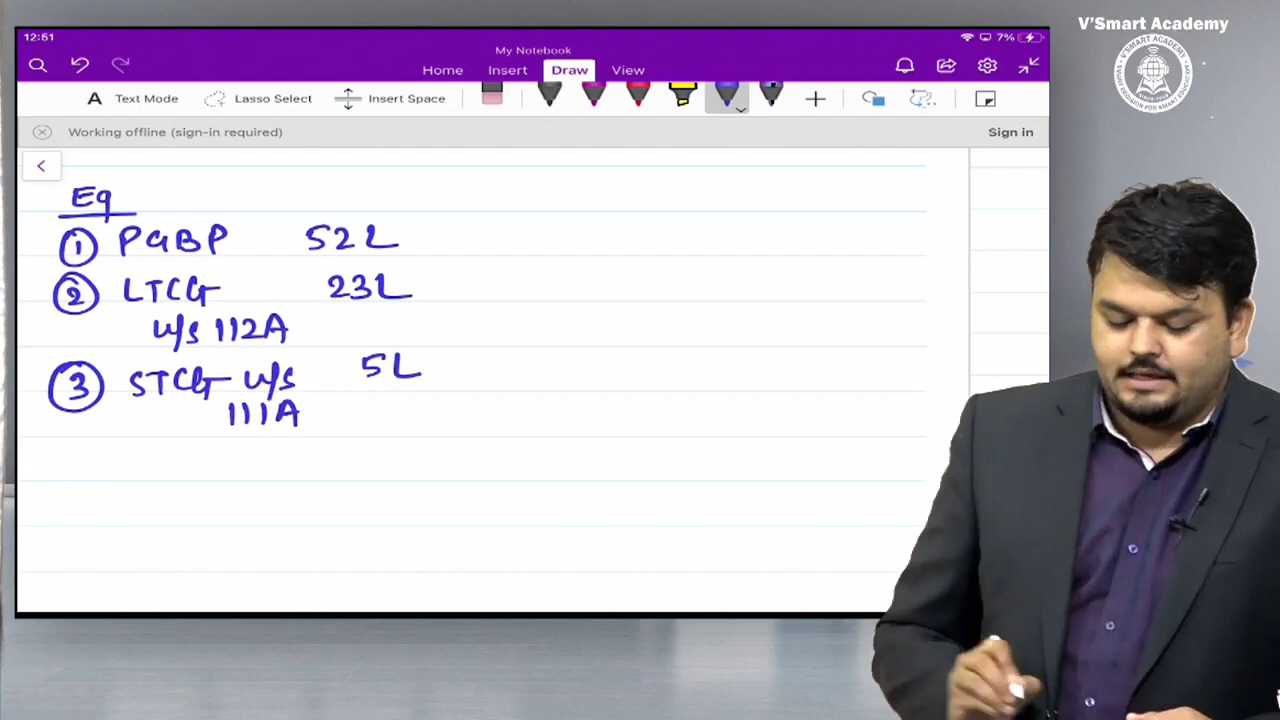 V'Smart Academy
12:51
7%
My Notebook
Home Insert Draw View
A Text Mode Lasso Select Insert Space
Working offline (sign-in required) Sign in
Eg
1 PGBP 52L
2 LTCG 23L
u/s 112A
3 STCG u/s 5L
111A